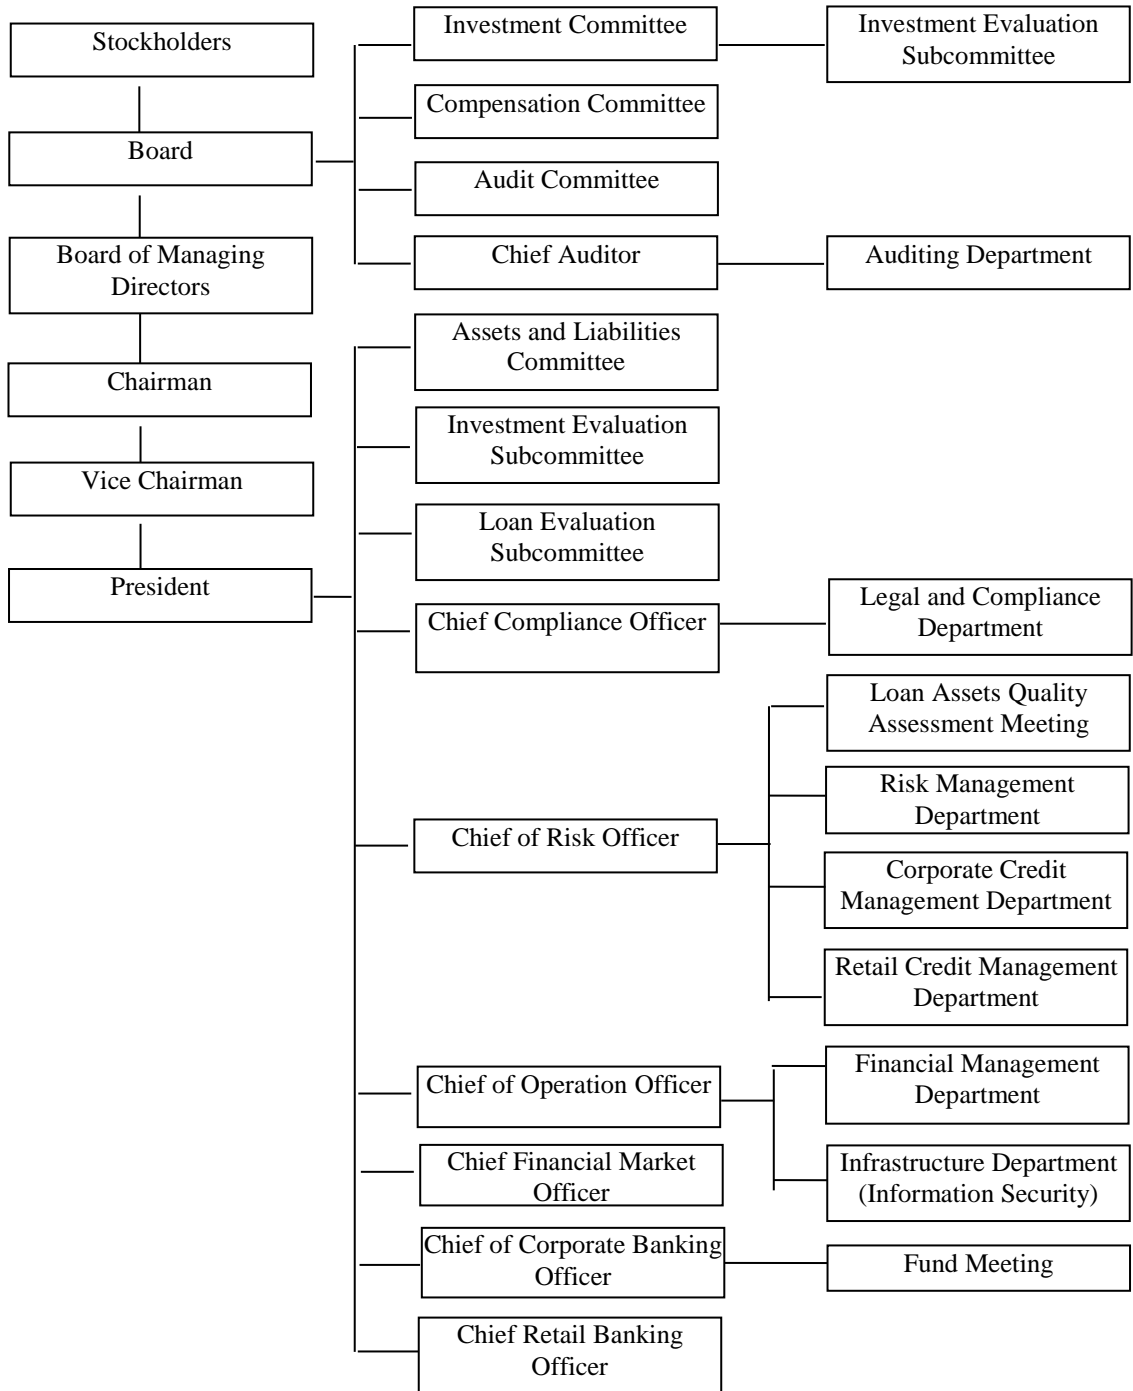 Stockholders
Board
Board of Managing
Directors
Chairman
Vice Chairman
President
Investment Committee
Investment Evaluation
Subcommittee
Compensation Committee
Audit Committee
Chief Auditor
Auditing Department
Assets and Liabilities
Committee
Investment Evaluation
Subcommittee
Loan Evaluation
Subcommittee
Chief Compliance Officer
Legal and Compliance
Department
Chief of Risk Officer
Loan Assets Quality
Assessment Meeting
Risk Management
Department
Corporate Credit
Management Department
Retail Credit Management
Department
Chief of Operation Officer
Financial Management
Department
Infrastructure Department
(Information Security)
Chief Financial Market
Officer
Chief of Corporate Banking
Officer
Fund Meeting
Chief Retail Banking
Officer